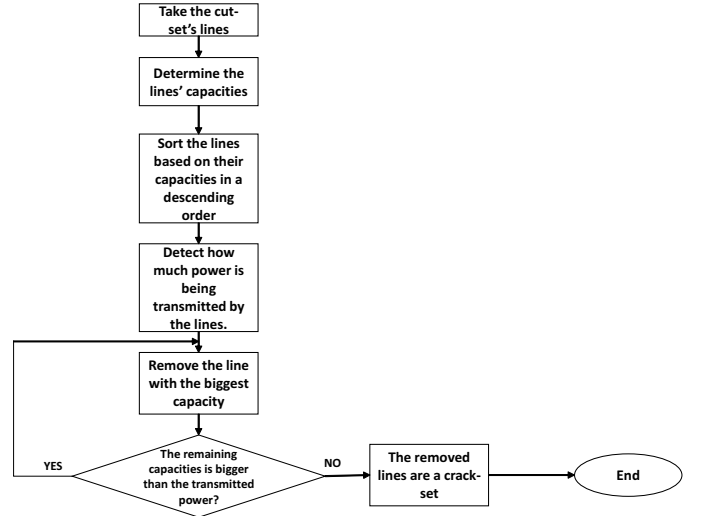 Take the cut-
set's lines
Determine the
lines' capacities
Sort the lines
based on their
capacities in a
descending
order
Detect how
much power is
being
transmitted by
the lines.
Remove the line
with the biggest
capacity
The remaining
capacities is bigger
than the transmitted
power?
YES
NO
The removed
lines are a crack-
set
End